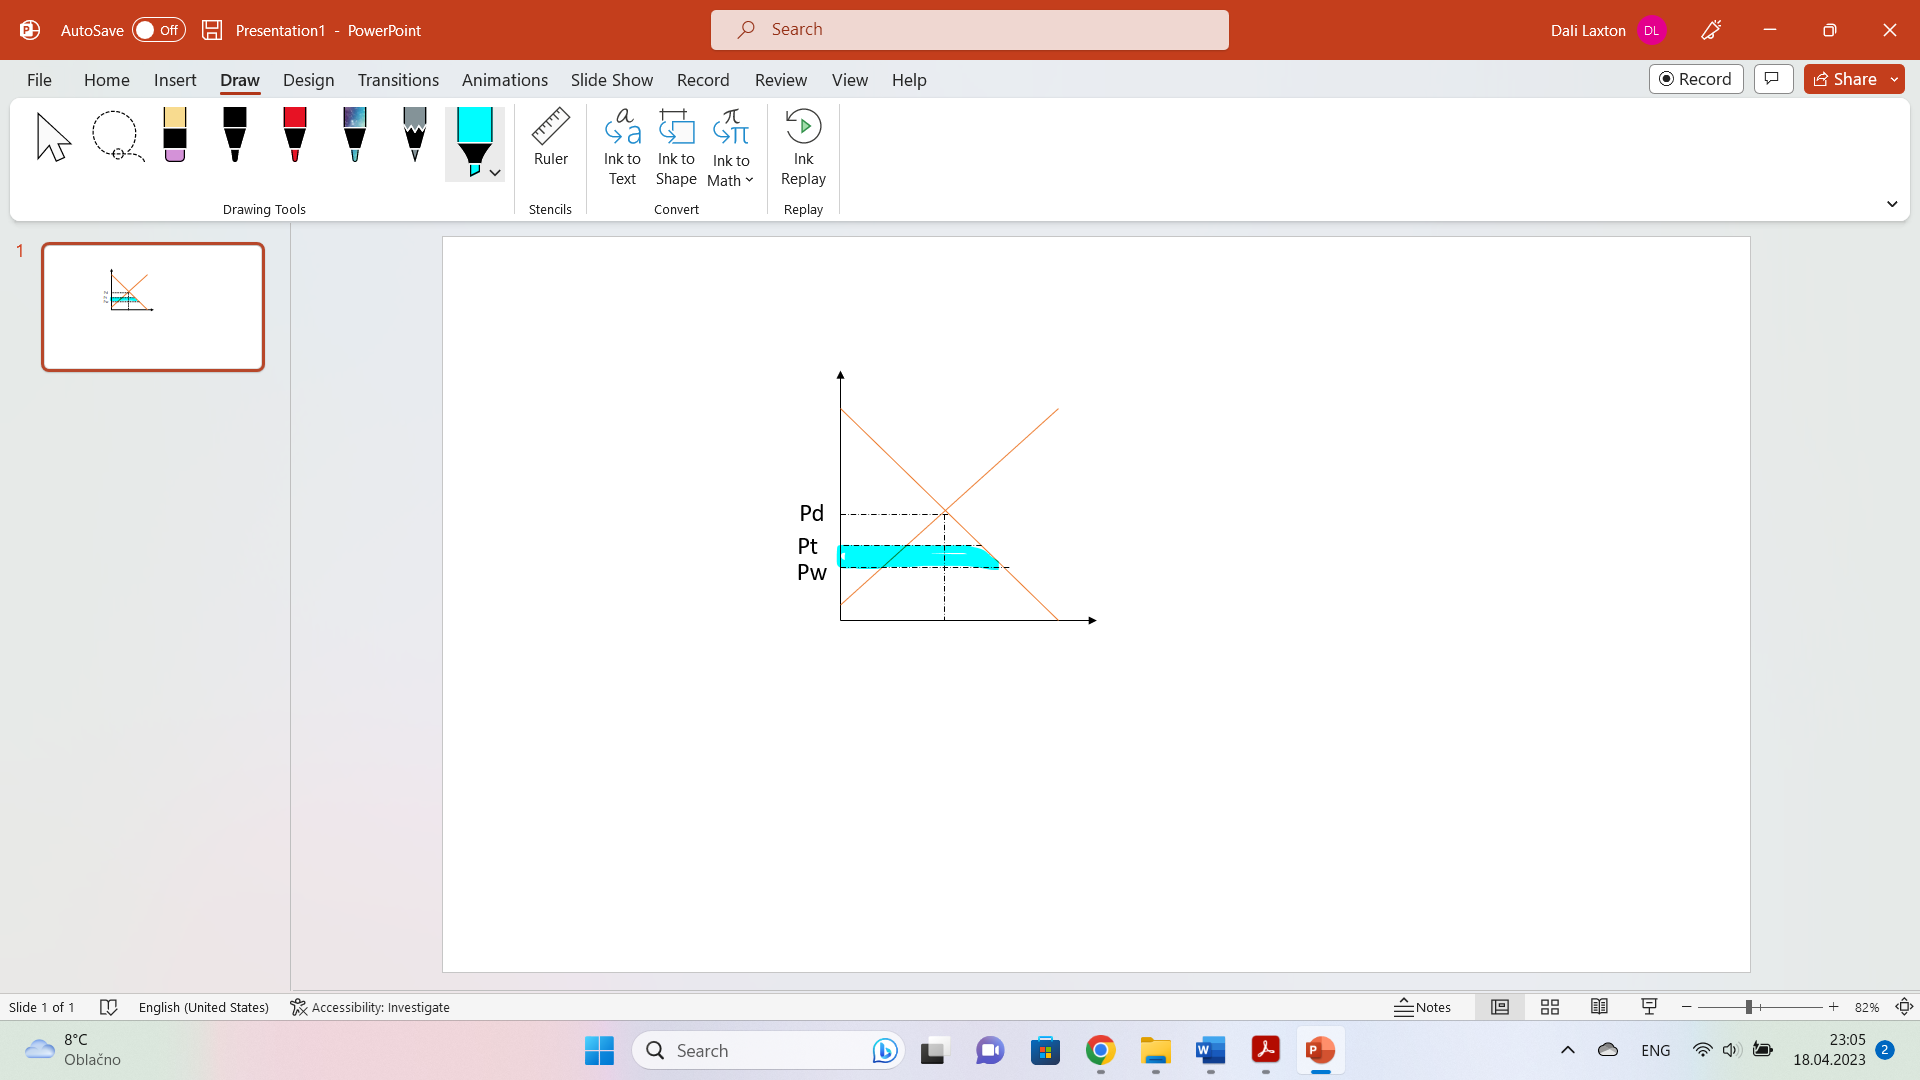 AutoSave Off Presentation1 - PowerPoint Search Dali Laxton DL
File Home Insert Draw Design Transitions Animations Slide Show Record Review View Help Record Share
Ruler
Ink to Text
Ink to Shape
Ink to Math
Ink Replay
Drawing Tools Stencils Convert Replay
1
Pd
Pt
Pw
Slide 1 of 1 English (United States) Accessibility: Investigate Notes 82%
8°C
Oblačno
Search
ENG
23:05
18.04.2023
2